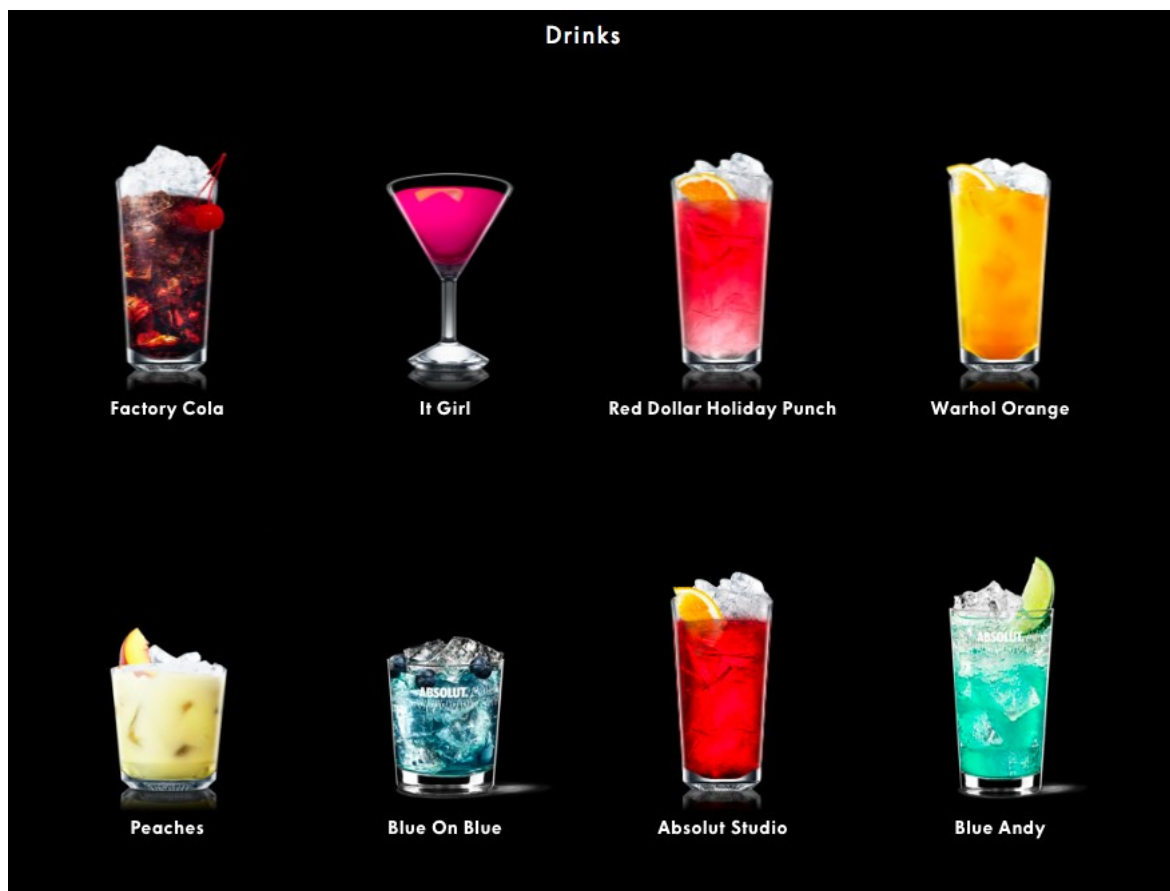 Drinks
Factory Cola
It Girl
Red Dollar Holiday Punch
Warhol Orange
ABSOLUT.
ABSOLUT.
Peaches
Blue On Blue
Absolut Studio
Blue Andy